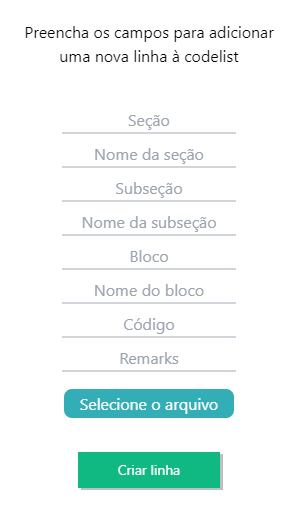 Preencha os campos para adicionar
uma nova linha à codelist
Seção
Nome da seção
Subseção
Nome da subseção
Bloco
Nome do bloco
Código
Remarks
Selecione o arquivo
Criar linha